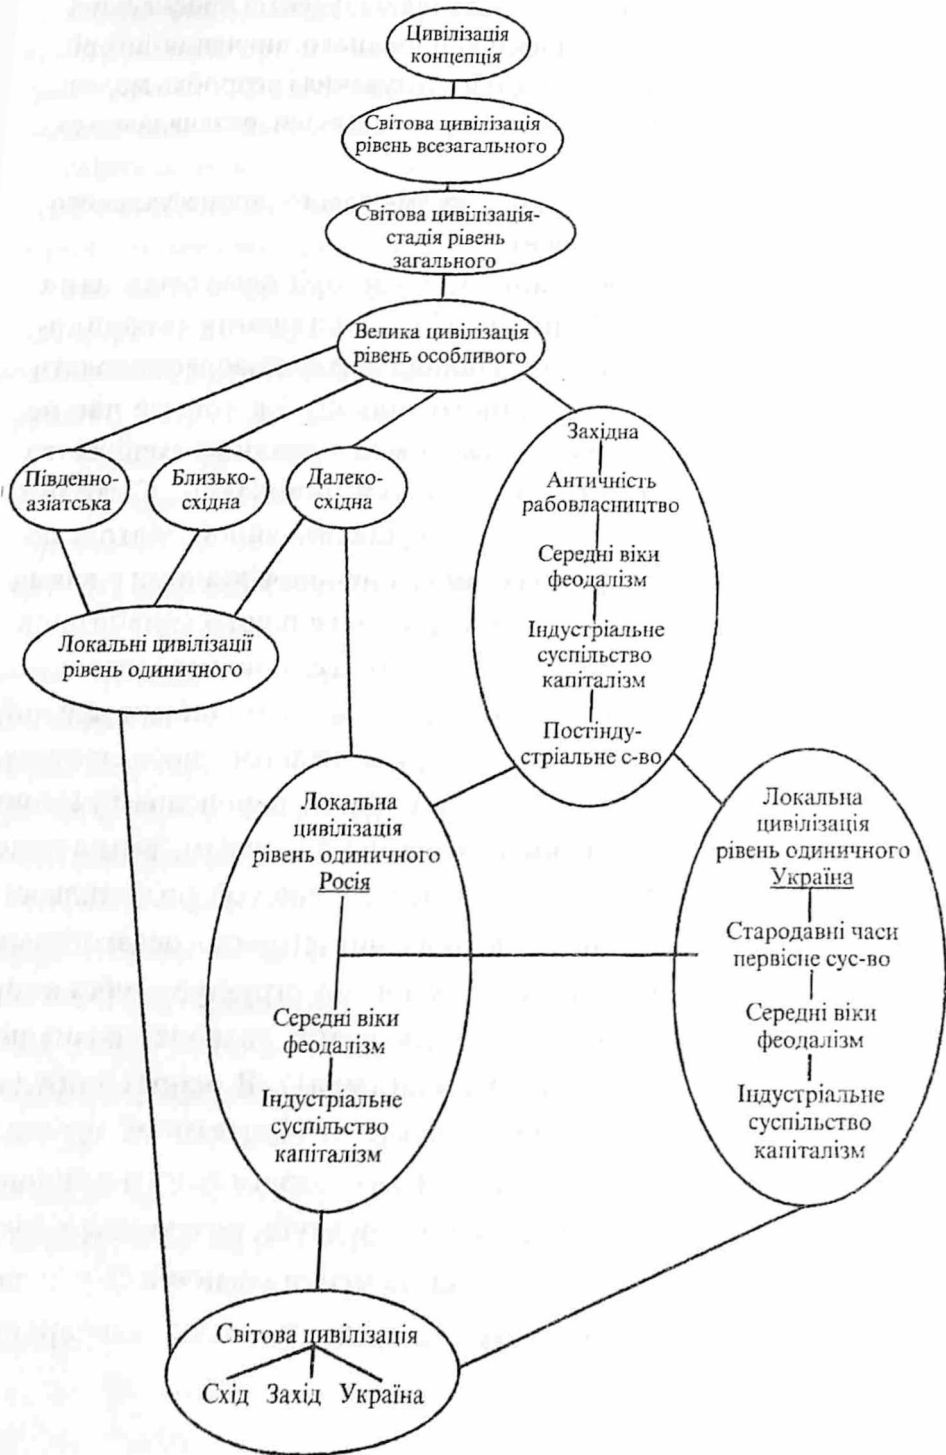 Цивілізація
концепція
Світова цивілізація
рівень всезагального
Світова цивілізація-
стадія рівень
загального
Велика цивілізація
рівень особливого
Південно-
азіатська
Близько-
східна
Далеко-
східна
Західна
Античність
рабовласництво
Середні віки
феодалізм
Індустріальне
суспільство
капіталізм
Постінду-
стріальне с-во
Локальні цивілізації
рівень одиничного
Локальна
цивілізація
рівень одиничного
Росія
Середні віки
феодалізм
Індустріальне
суспільство
капіталізм
Локальна
цивілізація
рівень одиничного
Україна
Стародавні часи
первісне сус-во
Середні віки
феодалізм
Індустріальне
суспільство
капіталізм
Світова цивілізація
Схід Захід Україна